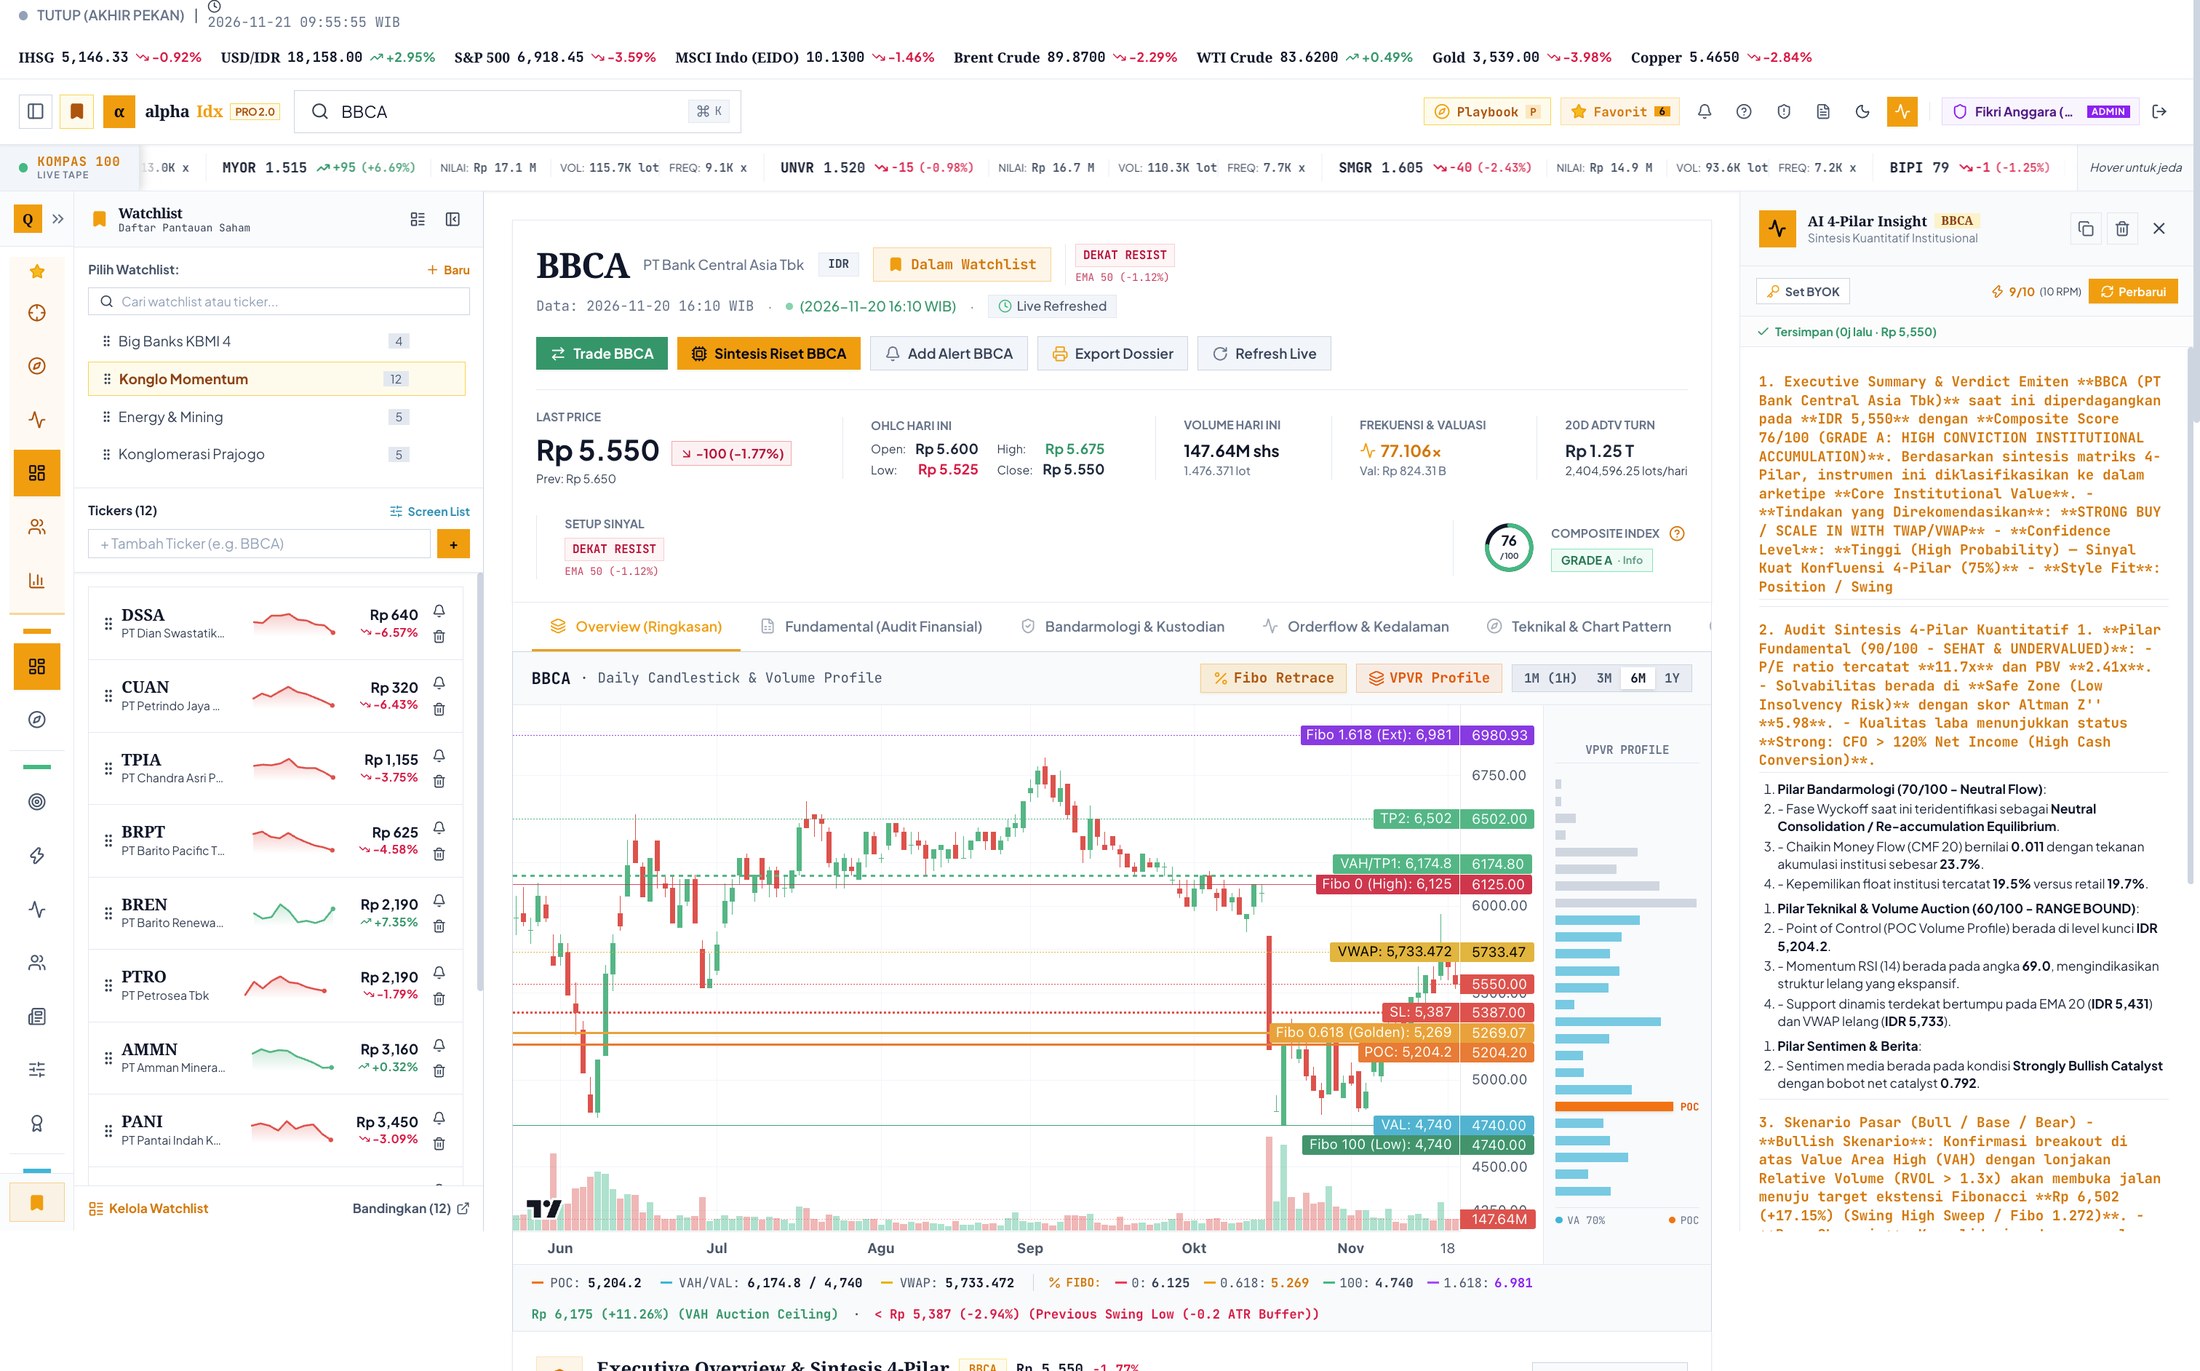 TUTUP (AKHIR PEKAN) | 2026-11-21 09:55:55 WIB
IHSG 5,146.33 -0.92% USD/IDR 18,158.00 +2.95% S&P 500 6,918.45 -3.59% MSCI Indo (EIDO) 10.1300 -1.46% Brent Crude 89.8700 -2.29% WTI Crude 83.6200 +0.49% Gold 3,539.00 -3.98% Copper 5.4650 -2.84%
α alpha Idx PRO 2.0 BBCA ⌘ K Playbook P Favorit 6 Fikri Anggara (... ADMIN
KOMPAS 100
LIVE TAPE
13.0K x MYOR 1.515 +95 (+6.69%) NILAI: Rp 17.1 M VOL: 115.7K lot FREQ: 9.1K x UNVR 1.520 -15 (-0.98%) NILAI: Rp 16.7 M VOL: 110.3K lot FREQ: 7.7K x SMGR 1.605 -40 (-2.43%) NILAI: Rp 14.9 M VOL: 93.6K lot FREQ: 7.2K x BIPI 79 -1 (-1.25%) Hover untuk jeda
Q
Watchlist
Daftar Pantauan Saham
Pilih Watchlist: + Baru
Cari watchlist atau ticker...
Big Banks KBMI 4 4
Konglo Momentum 12
Energy & Mining 5
Konglomerasi Prajogo 5
Tickers (12) Screen List
+ Tambah Ticker (e.g. BBCA) +
DSSA Rp 640
PT Dian Swastatik... -6.57%
CUAN Rp 320
PT Petrindo Jaya ... -6.43%
TPIA Rp 1,155
PT Chandra Asri P... -3.75%
BRPT Rp 625
PT Barito Pacific T... -4.58%
BREN Rp 2,190
PT Barito Renewa... +7.35%
PTRO Rp 2,190
PT Petrosea Tbk -1.79%
AMMN Rp 3,160
PT Amman Minera... +0.32%
PANI Rp 3,450
PT Pantai Indah K... -3.09%
Kelola Watchlist Bandingkan (12)
BBCA PT Bank Central Asia Tbk IDR Dalam Watchlist DEKAT RESIST
EMA 50 (-1.12%)
Data: 2026-11-20 16:10 WIB · (2026-11-20 16:10 WIB) · Live Refreshed
Trade BBCA Sintesis Riset BBCA Add Alert BBCA Export Dossier Refresh Live
LAST PRICE
Rp 5.550 -100 (-1.77%)
Prev: Rp 5.650
OHLC HARI INI
Open: Rp 5.600 High: Rp 5.675
Low: Rp 5.525 Close: Rp 5.550
VOLUME HARI INI
147.64M shs
1.476.371 lot
FREKUENSI & VALUASI
77.106x
Val: Rp 824.31 B
20D ADTV TURN
Rp 1.25 T
2,404,596.25 lots/hari
SETUP SINYAL
DEKAT RESIST
EMA 50 (-1.12%)
76
/100
COMPOSITE INDEX
GRADE A · Info
Overview (Ringkasan) Fundamental (Audit Finansial) Bandarmologi & Kustodian Orderflow & Kedalaman Teknikal & Chart Pattern
BBCA · Daily Candlestick & Volume Profile Fibo Retrace VPVR Profile 1M (1H) 3M 6M 1Y
Fibo 1.618 (Ext): 6,981 6980.93
6750.00
TP2: 6,502 6502.00
VAH/TP1: 6,174.8 6174.80
Fibo 0 (High): 6,125 6125.00
6000.00
VWAP: 5,733.472 5733.47
5550.00
5500.00
SL: 5,387 5387.00
Fibo 0.618 (Golden): 5,269 5269.07
POC: 5,204.2 5204.20
5000.00
VAL: 4,740 4740.00
Fibo 100 (Low): 4,740 4740.00
4500.00
147.64M
VPVR PROFILE
POC
VA 70% POC
Jun Jul Agu Sep Okt Nov 18
POC: 5,204.2 VAH/VAL: 6,174.8 / 4,740 VWAP: 5,733.472 FIBO: 0: 6.125 0.618: 5.269 100: 4.740 1.618: 6.981
Rp 6,175 (+11.26%) (VAH Auction Ceiling) · < Rp 5,387 (-2.94%) (Previous Swing Low (-0.2 ATR Buffer))
Executive Overview & Sintesis 4-Pilar BBCA Rp 5.550 -1.77%
AI 4-Pilar Insight BBCA
Sintesis Kuantitatif Institusional
Set BYOK 9/10 (10 RPM) Perbarui
Tersimpan (0j lalu · Rp 5,550)
1. Executive Summary & Verdict Emiten **BBCA (PT
Bank Central Asia Tbk)** saat ini diperdagangkan
pada **IDR 5,550** dengan **Composite Score
76/100 (GRADE A: HIGH CONVICTION INSTITUTIONAL
ACCUMULATION)**. Berdasarkan sintesis matriks 4-
Pilar, instrumen ini diklasifikasikan ke dalam
arketipe **Core Institutional Value**. -
**Tindakan yang Direkomendasikan**: **STRONG BUY
/ SCALE IN WITH TWAP/VWAP** - **Confidence
Level**: **Tinggi (High Probability) — Sinyal
Kuat Konfluensi 4-Pilar (75%)** - **Style Fit**:
Position / Swing
2. Audit Sintesis 4-Pilar Kuantitatif 1. **Pilar
Fundamental (90/100 - SEHAT & UNDERVALUED)**: -
P/E ratio tercatat **11.7x** dan PBV **2.41x**.
- Solvabilitas berada di **Safe Zone (Low
Insolvency Risk)** dengan skor Altman Z''
**5.98**. - Kualitas laba menunjukkan status
**Strong: CFO > 120% Net Income (High Cash
Conversion)**.
1. Pilar Bandarmologi (70/100 - Neutral Flow):
2. - Fase Wyckoff saat ini teridentifikasi sebagai Neutral
Consolidation / Re-accumulation Equilibrium.
3. - Chaikin Money Flow (CMF 20) bernilai 0.011 dengan tekanan
akumulasi institusi sebesar 23.7%.
4. - Kepemilikan float institusi tercatat 19.5% versus retail 19.7%.
1. Pilar Teknikal & Volume Auction (60/100 - RANGE BOUND):
2. - Point of Control (POC Volume Profile) berada di level kunci IDR
5,204.2.
3. - Momentum RSI (14) berada pada angka 69.0, mengindikasikan
struktur lelang yang ekspansif.
4. - Support dinamis terdekat bertumpu pada EMA 20 (IDR 5,431)
dan VWAP lelang (IDR 5,733).
1. Pilar Sentimen & Berita:
2. - Sentimen media berada pada kondisi Strongly Bullish Catalyst
dengan bobot net catalyst 0.792.
3. Skenario Pasar (Bull / Base / Bear) -
**Bullish Skenario**: Konfirmasi breakout di
atas Value Area High (VAH) dengan lonjakan
Relative Volume (RVOL > 1.3x) akan membuka jalan
menuju target ekstensi Fibonacci **Rp 6,502
(+17.15%) (Swing High Sweep / Fibo 1.272)**. -